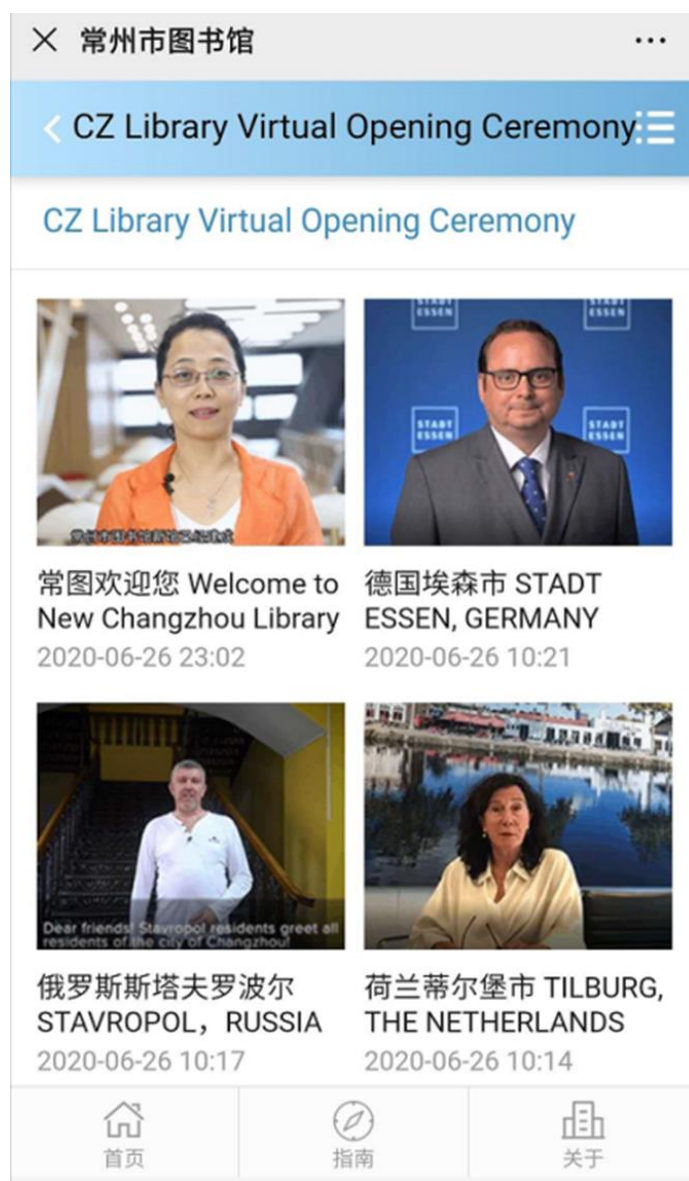 常州市图书馆
CZ Library Virtual Opening Ceremony
CZ Library Virtual Opening Ceremony
STADT
ESSEN
STADT
ESSEN
STADT
ESSEN
STADT
ESSEN
常图欢迎您 Welcome to
New Changzhou Library
2020-06-26 23:02
德国埃森市 STADT
ESSEN, GERMANY
2020-06-26 10:21
Dear friends! Stavropol residents greet all
residents of the city of Changzhou!
俄罗斯斯塔夫罗波尔
STAVROPOL，RUSSIA
2020-06-26 10:17
荷兰蒂尔堡市 TILBURG,
THE NETHERLANDS
2020-06-26 10:14
首页
指南
关于